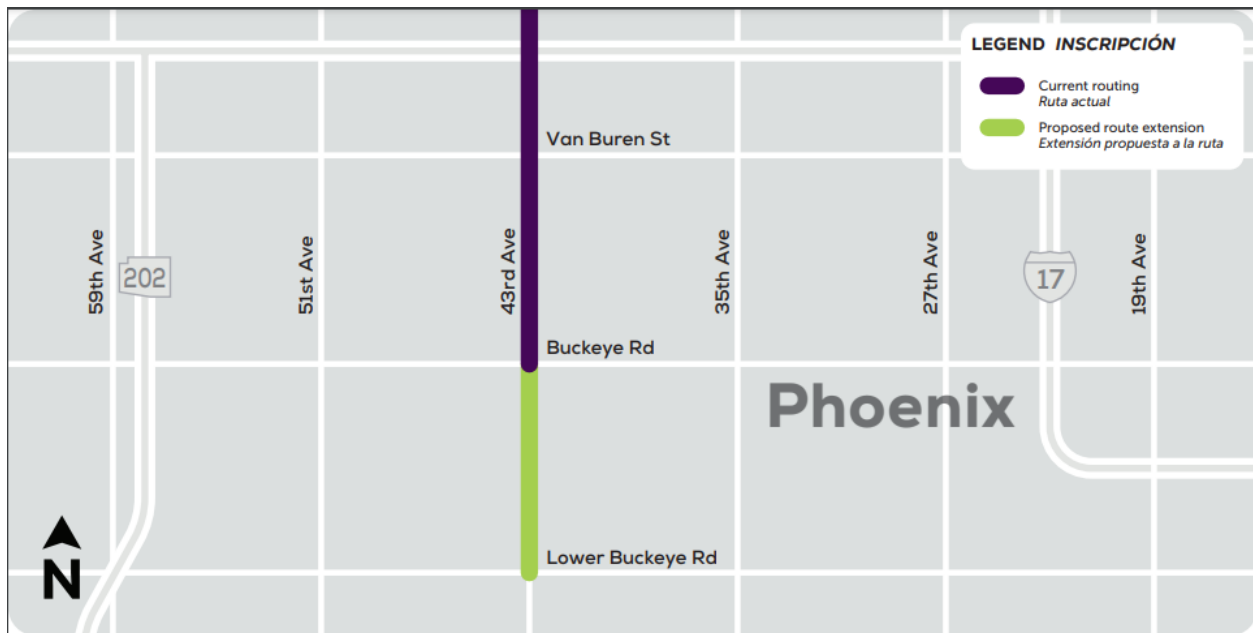 LEGEND INSCRIPCIÓN
Current routing
Ruta actual
Proposed route extension
Extensión propuesta a la ruta
Van Buren St
59th Ave
202
51st Ave
43rd Ave
35th Ave
27th Ave
17
19th Ave
Buckeye Rd
Phoenix
Lower Buckeye Rd
N